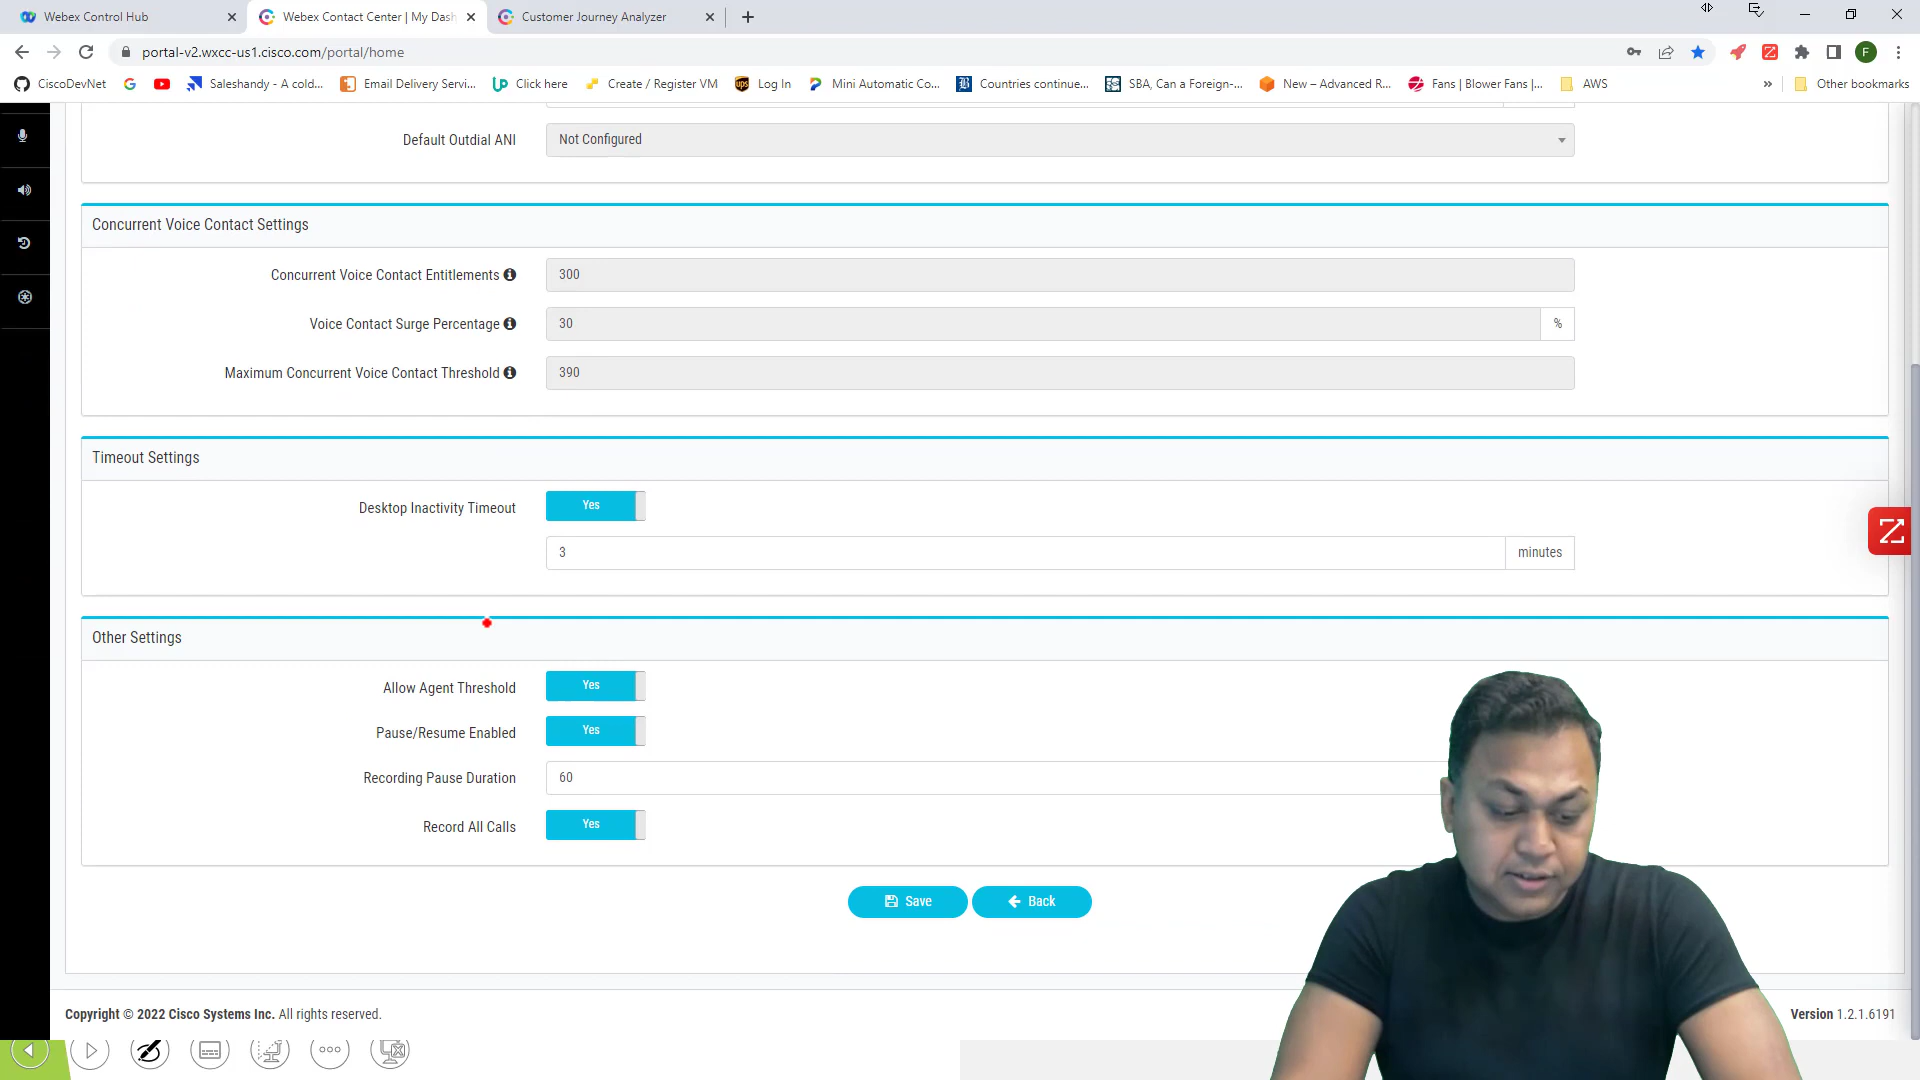 Webex Control Hub
Webex Contact Center | My Dash
Customer Journey Analyzer
portal-v2.wxcc-us1.cisco.com/portal/home
F
CiscoDevNet
Saleshandy - A cold...
Email Delivery Servi...
Click here
Create / Register VM
Log In
Mini Automatic Co...
Countries continue...
SBA, Can a Foreign-...
New – Advanced R...
Fans | Blower Fans |...
AWS
»
Other bookmarks
Default Outdial ANI
Not Configured
Concurrent Voice Contact Settings
Concurrent Voice Contact Entitlements
300
Voice Contact Surge Percentage
30
%
Maximum Concurrent Voice Contact Threshold
390
Timeout Settings
Desktop Inactivity Timeout
Yes
3
minutes
Other Settings
Allow Agent Threshold
Yes
Pause/Resume Enabled
Yes
Recording Pause Duration
60
Record All Calls
Yes
Save
Back
Copyright © 2022 Cisco Systems Inc. All rights reserved.
Version 1.2.1.6191